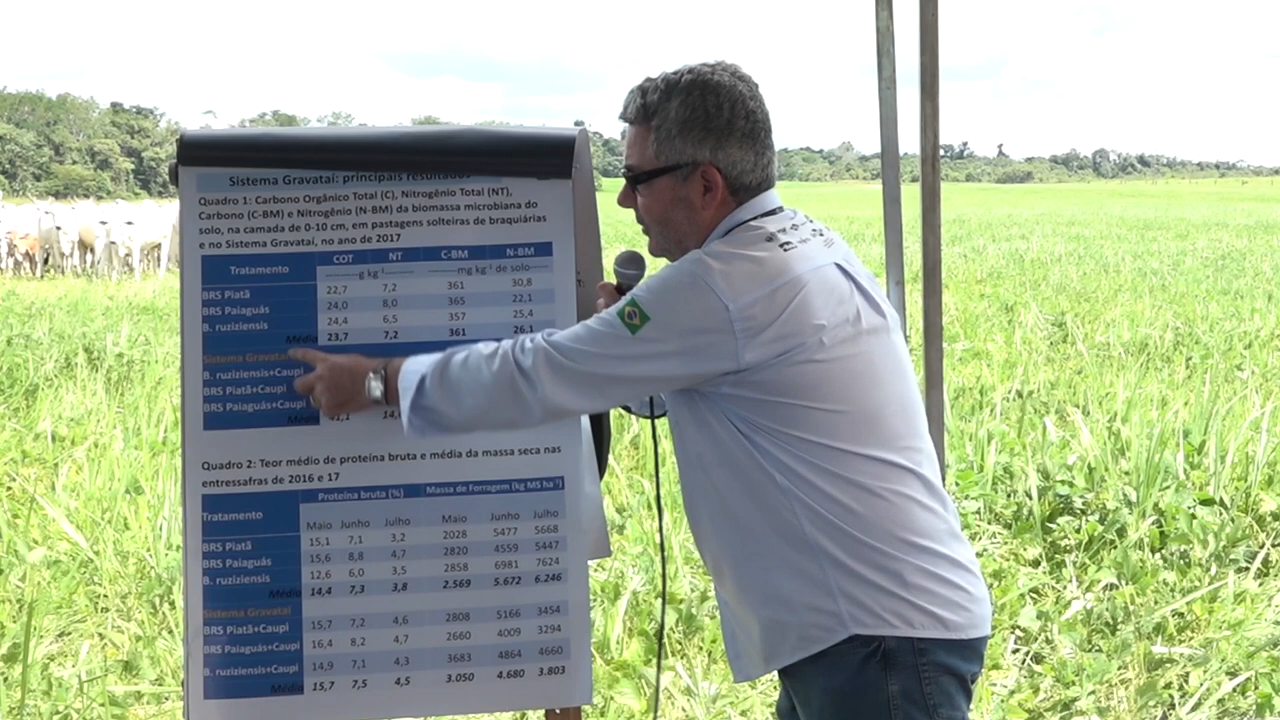 Sistema Gravataí: principais resultados
Quadro 1: Carbono Orgânico Total (C), Nitrogênio Total (NT),
Carbono (C-BM) e Nitrogênio (N-BM) da biomassa microbiana do
solo, na camada de 0-10 cm, em pastagens solteiras de braquiárias
e no Sistema Gravataí, no ano de 2017
Tratamento COT NT C-BM N-BM
g kg-1 mg kg-1 de solo
BRS Piatã 22,7 7,2 361 30,8
BRS Paiaguás 24,0 8,0 365 22,1
B. ruziziensis 24,4 6,5 357 25,4
Média 23,7 7,2 361 26,1
Sistema Gravataí
B. ruziziensis+Caupi
BRS Piatã+Caupi
BRS Paiaguás+Caupi
Média
Quadro 2: Teor médio de proteína bruta e média da massa seca nas
entressafras de 2016 e 17
Proteína bruta (%) Massa de Forragem (kg MS ha-1)
Tratamento
Maio Junho Julho Maio Junho Julho
BRS Piatã 15,1 7,1 3,2 2028 5477 5668
BRS Paiaguás 15,6 8,8 4,7 2820 4559 5447
B. ruziziensis 12,6 6,0 3,5 2858 6981 7624
Média 14,4 7,3 3,8 2.569 5.672 6.246
Sistema Gravataí
BRS Piatã+Caupi 15,7 7,2 4,6 2808 5166 3454
BRS Paiaguás+Caupi 16,4 8,2 4,7 2660 4009 3294
B. ruziziensis+Caupi 14,9 7,1 4,3 3683 4864 4660
Média 15,7 7,5 4,5 3.050 4.680 3.803